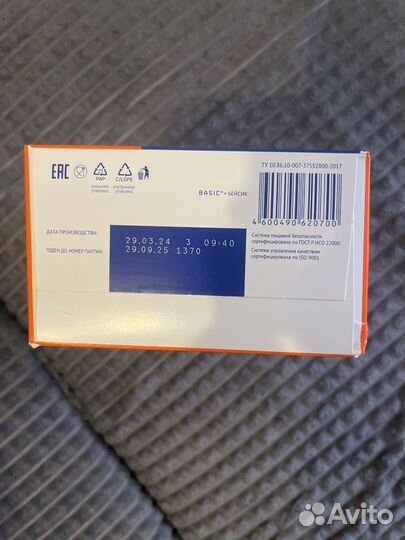 ТУ 10.86.10-007-37552800-2017
EAC
PAP
внешняя
упаковка
C/LDPE
внутренняя
упаковка
BASIC® - БЕЙСИК
4 600490 620700
ДАТА ПРОИЗВОДСТВА:
29.03.24 3 09:40
ГОДЕН ДО, НОМЕР ПАРТИИ:
29.09.25 1370
Система пищевой безопасности
сертифицирована по ГОСТ Р ИСО 22000
Система управления качеством
сертифицирована по ISO 9001
Avito